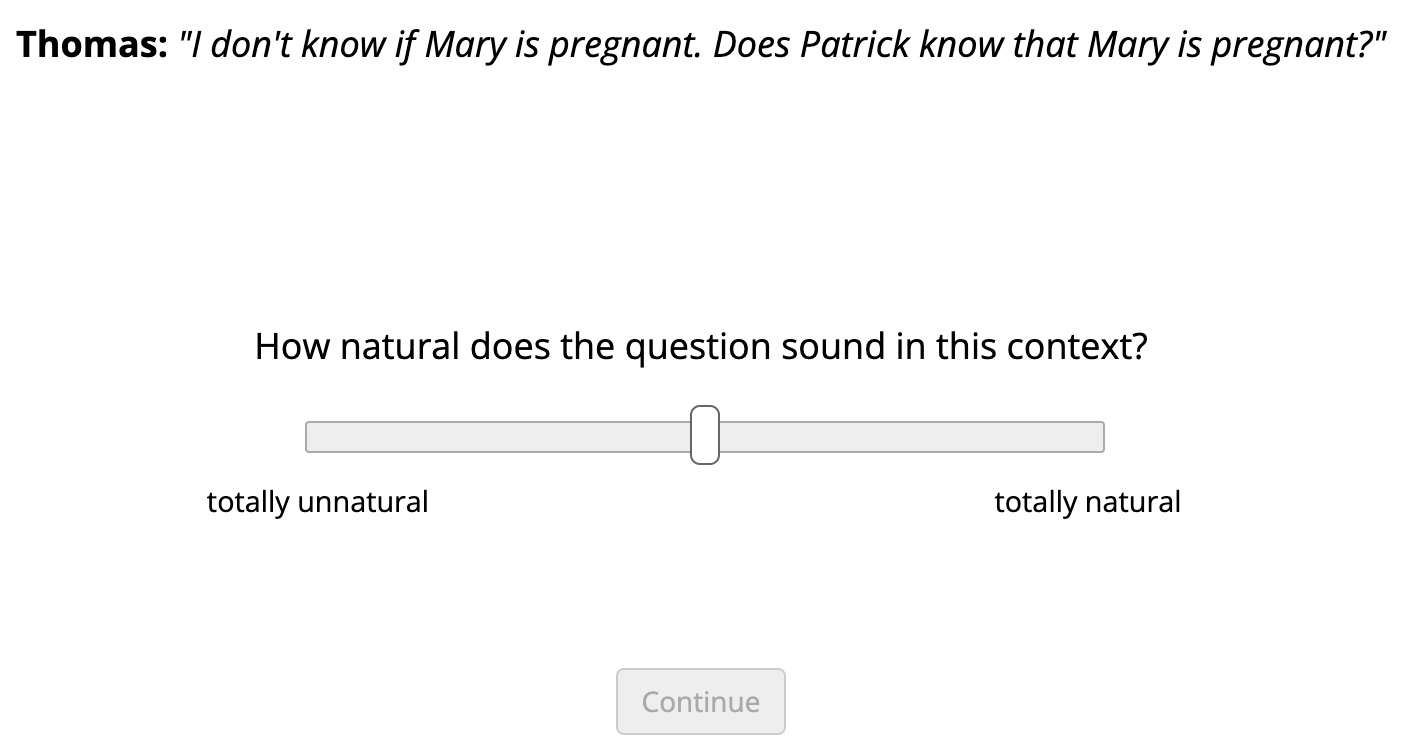 Thomas: "I don't know if Mary is pregnant. Does Patrick know that Mary is pregnant?"
How natural does the question sound in this context?
totally unnatural
totally natural
Continue